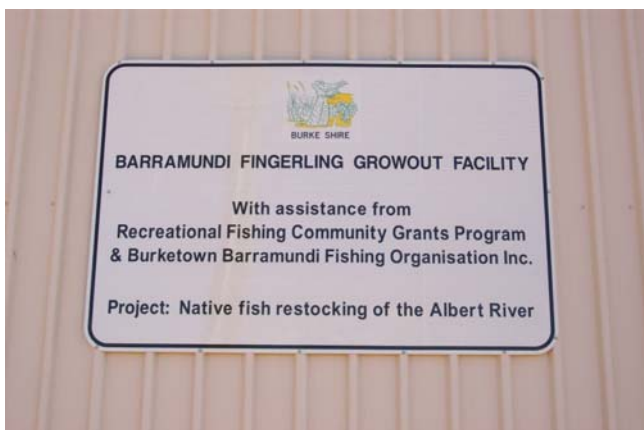 BURKE SHIRE
BARRAMUNDI FINGERLING GROWOUT FACILITY
With assistance from
Recreational Fishing Community Grants Program
& Burketown Barramundi Fishing Organisation Inc.
Project: Native fish restocking of the Albert River